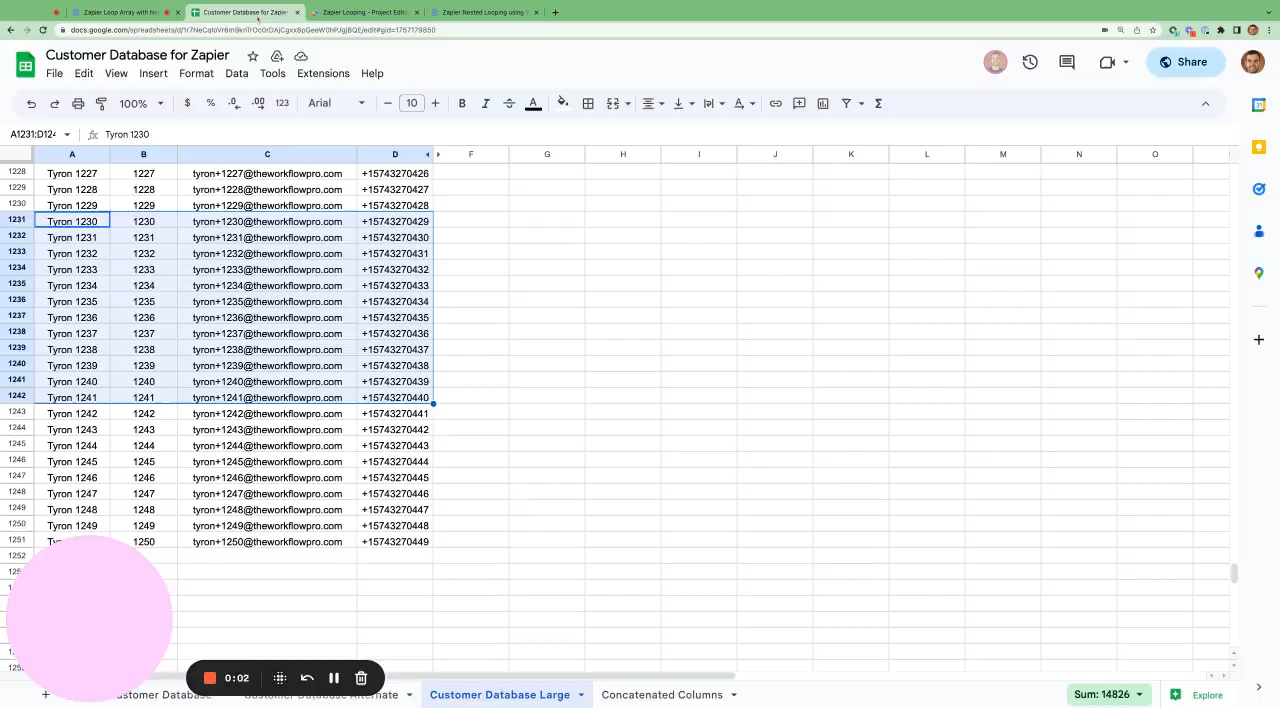 Zapier Loop Array with Ne
Customer Database for Zapie
Zapier Looping - Project Edito
Zapier Nested Looping using
docs.google.com/spreadsheets/d/
Customer Database for Zapier
File Edit View Insert Format Data Tools Extensions Help
Share
100% $ % .0 .00 123 Arial 10 B I A Σ
A1231:D124 fx Tyron 1230
A B C D F G H I J K L M N O
1228 Tyron 1227 1227 tyron+1227@theworkflowpro.com +15743270426
1229 Tyron 1228 1228 tyron+1228@theworkflowpro.com +15743270427
1230 Tyron 1229 1229 tyron+1229@theworkflowpro.com +15743270428
1231 Tyron 1230 1230 tyron+1230@theworkflowpro.com +15743270429
1232 Tyron 1231 1231 tyron+1231@theworkflowpro.com +15743270430
1233 Tyron 1232 1232 tyron+1232@theworkflowpro.com +15743270431
1234 Tyron 1233 1233 tyron+1233@theworkflowpro.com +15743270432
1235 Tyron 1234 1234 tyron+1234@theworkflowpro.com +15743270433
1236 Tyron 1235 1235 tyron+1235@theworkflowpro.com +15743270434
1237 Tyron 1236 1236 tyron+1236@theworkflowpro.com +15743270435
1238 Tyron 1237 1237 tyron+1237@theworkflowpro.com +15743270436
1239 Tyron 1238 1238 tyron+1238@theworkflowpro.com +15743270437
1240 Tyron 1239 1239 tyron+1239@theworkflowpro.com +15743270438
1241 Tyron 1240 1240 tyron+1240@theworkflowpro.com +15743270439
1242 Tyron 1241 1241 tyron+1241@theworkflowpro.com +15743270440
1243 Tyron 1242 1242 tyron+1242@theworkflowpro.com +15743270441
1244 Tyron 1243 1243 tyron+1243@theworkflowpro.com +15743270442
1245 Tyron 1244 1244 tyron+1244@theworkflowpro.com +15743270443
1246 Tyron 1245 1245 tyron+1245@theworkflowpro.com +15743270444
1247 Tyron 1246 1246 tyron+1246@theworkflowpro.com +15743270445
1248 Tyron 1247 1247 tyron+1247@theworkflowpro.com +15743270446
1249 Tyron 1248 1248 tyron+1248@theworkflowpro.com +15743270447
1250 Tyron 1249 1249 tyron+1249@theworkflowpro.com +15743270448
1251 1250 tyron+1250@theworkflowpro.com +15743270449
1252
0:02
ustomer Database Customer Database Alternate Customer Database Large Concatenated Columns Sum: 14826 Explore